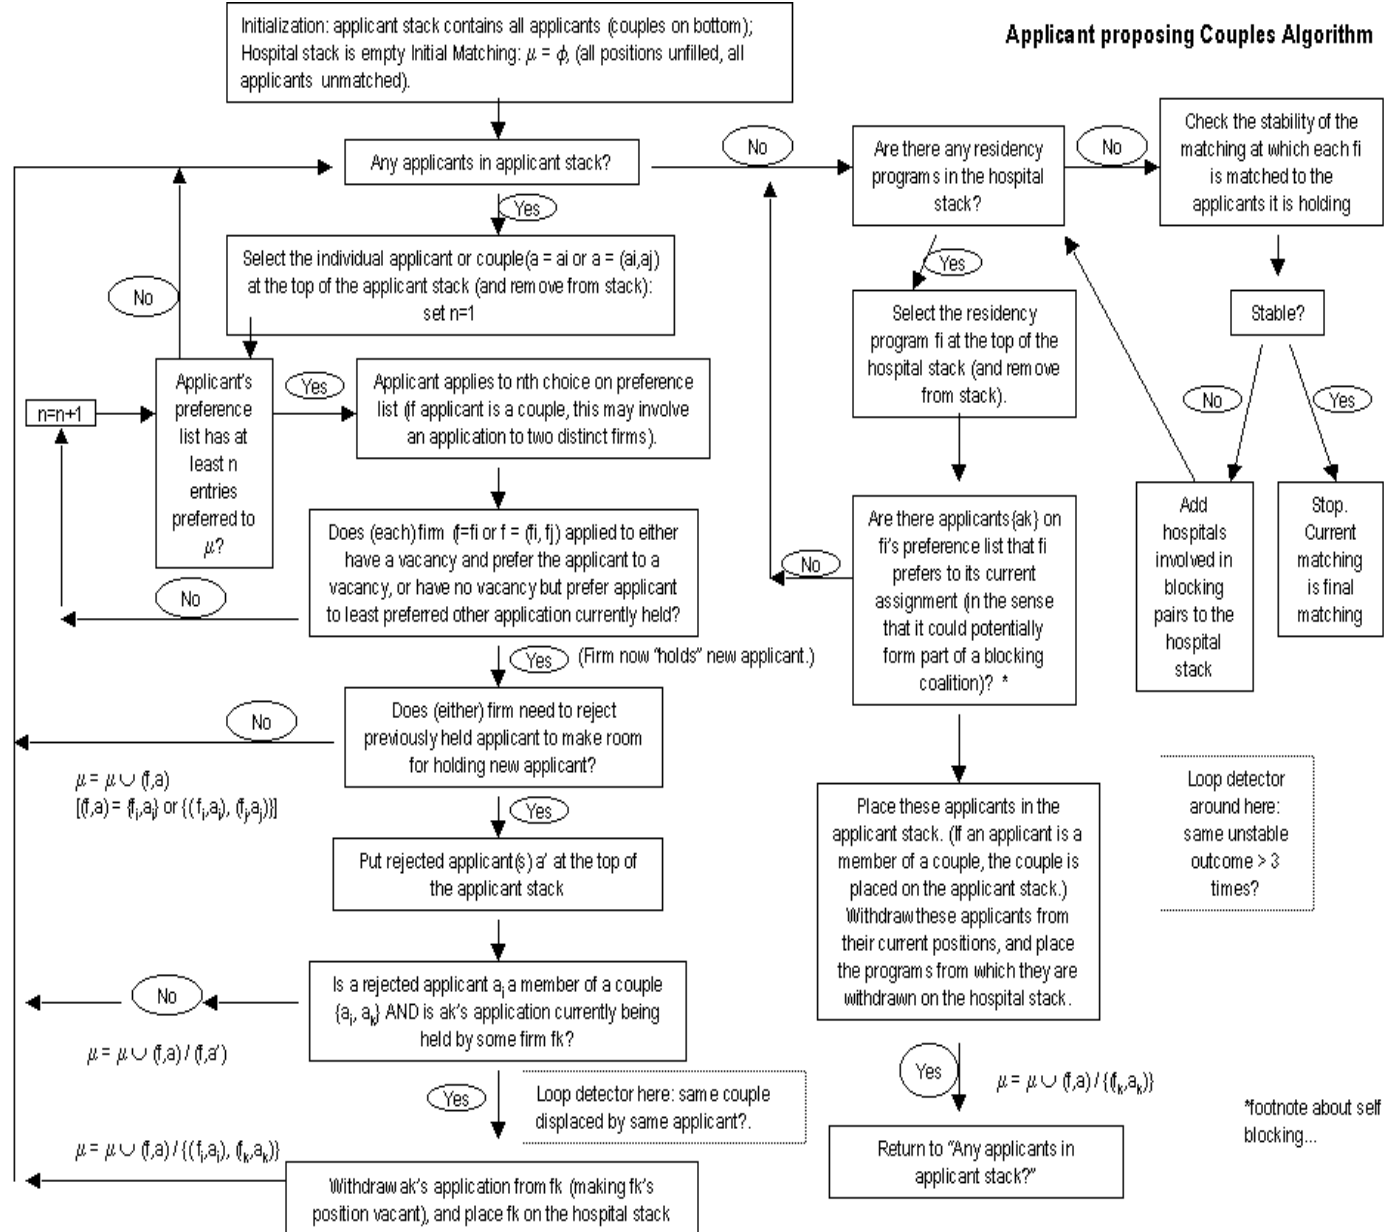 Applicant proposing Couples Algorithm
Initialization: applicant stack contains all applicants (couples on bottom);
Hospital stack is empty Initial Matching: μ = ϕ, (all positions unfilled, all
applicants unmatched).
Any applicants in applicant stack?
No
Yes
Select the individual applicant or couple(a = ai or a = (ai,aj)
at the top of the applicant stack (and remove from stack):
set n=1
No
n=n+1
Applicant's
preference
list has at
least n
entries
preferred to
μ?
Yes
Applicant applies to nth choice on preference
list (if applicant is a couple, this may involve
an application to two distinct firms).
Does (each) firm (f=fi or f = (fi, fj) applied to either
have a vacancy and prefer the applicant to a
vacancy, or have no vacancy but prefer applicant
to least preferred other application currently held?
No
Yes
(Firm now "holds" new applicant.)
Does (either) firm need to reject
previously held applicant to make room
for holding new applicant?
No
μ = μ ∪ (f,a)
[(f,a) = {fi,ai} or {(fi,ai), (fj,aj)}]
Yes
Put rejected applicant(s) a' at the top of
the applicant stack
Is a rejected applicant ai a member of a couple
{ai, ak} AND is ak's application currently being
held by some firm fk?
No
μ = μ ∪ (f,a) / (f,a')
Yes
Loop detector here: same couple
displaced by same applicant?.
μ = μ ∪ (f,a) / {(fi,ai), (fk,ak)}
Withdraw ak's application from fk (making fk's
position vacant), and place fk on the hospital stack
Are there any residency
programs in the hospital
stack?
No
Yes
Select the residency
program fi at the top of the
hospital stack (and remove
from stack).
Are there applicants{ak} on
fi's preference list that fi
prefers to its current
assignment (in the sense
that it could potentially
form part of a blocking
coalition)? *
No
Place these applicants in the
applicant stack. (If an applicant is a
member of a couple, the couple is
placed on the applicant stack.)
Withdraw these applicants from
their current positions, and place
the programs from which they are
withdrawn on the hospital stack.
Yes
μ = μ ∪ (f,a) / {(fk,ak)}
Return to "Any applicants in
applicant stack?"
Check the stability of the
matching at which each fi
is matched to the
applicants it is holding
Stable?
No
Yes
Add
hospitals
involved in
blocking
pairs to the
hospital
stack
Stop.
Current
matching
is final
matching
Loop detector
around here:
same unstable
outcome > 3
times?
*footnote about self
blocking...